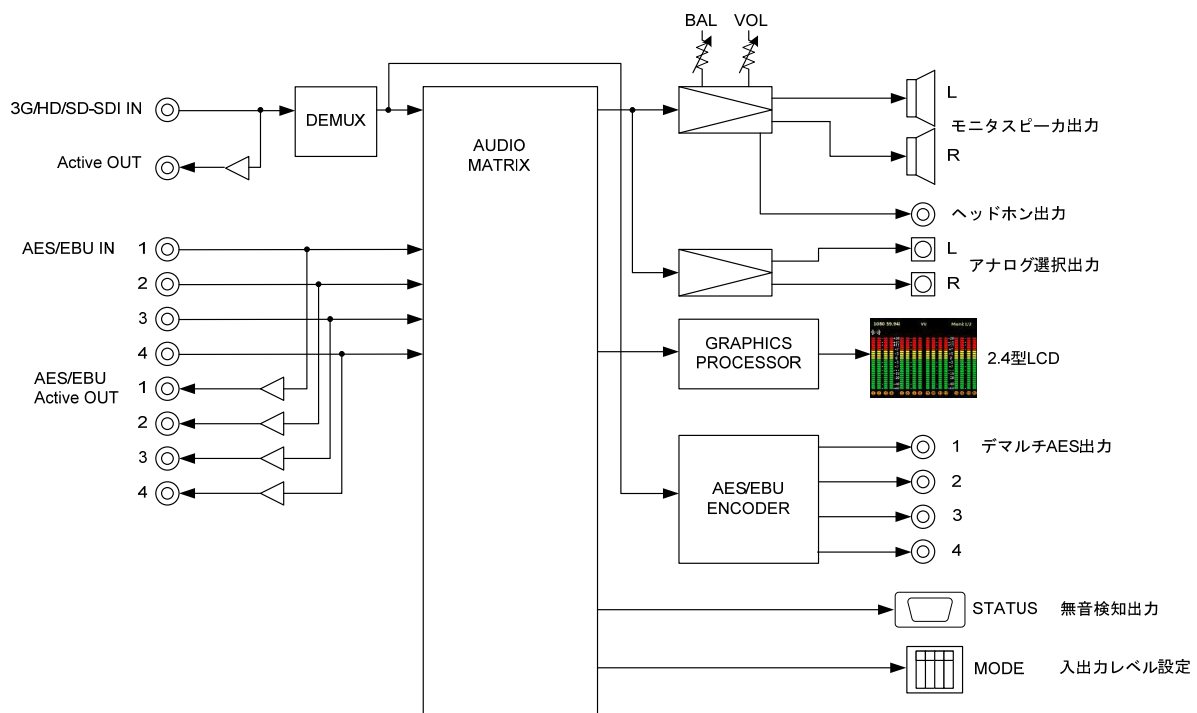 BAL VOL
3G/HD/SD-SDI IN
DEMUX
Active OUT
AUDIO
MATRIX
L
モニタスピーカ出力
R
ヘッドホン出力
AES/EBU IN 1
2
3
4
L
アナログ選択出力
R
GRAPHICS
PROCESSOR
2.4型LCD
AES/EBU
Active OUT
1
2
3
4
AES/EBU
ENCODER
1 デマルチAES出力
2
3
4
STATUS 無音検知出力
MODE 入出力レベル設定